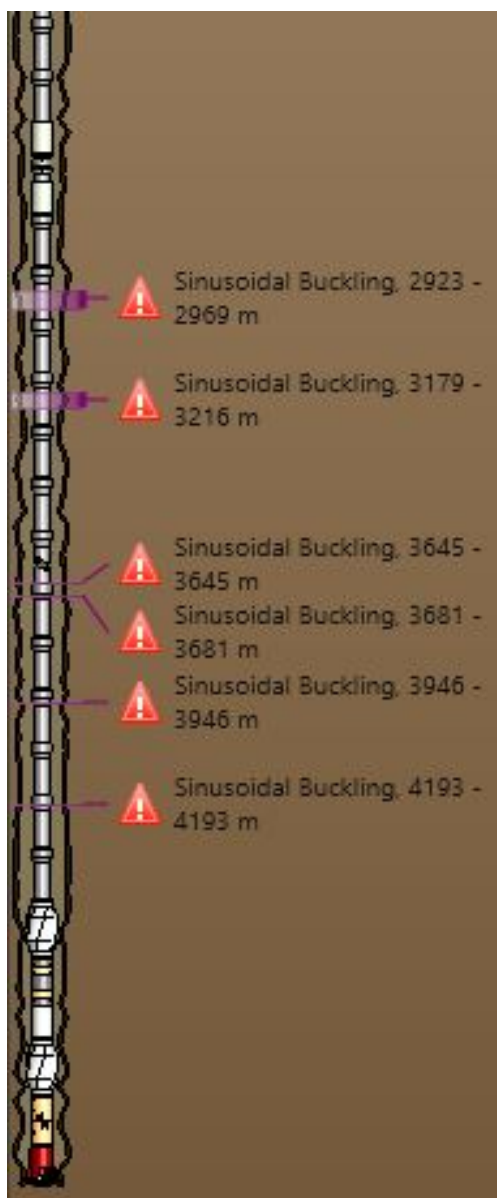 Sinusoidal Buckling, 2923 -
2969 m
Sinusoidal Buckling, 3179 -
3216 m
Sinusoidal Buckling, 3645 -
3645 m
Sinusoidal Buckling, 3681 -
3681 m
Sinusoidal Buckling, 3946 -
3946 m
Sinusoidal Buckling, 4193 -
4193 m